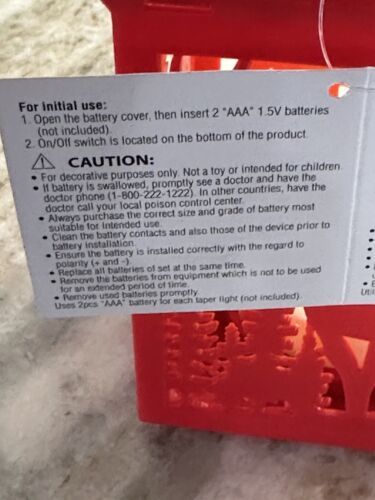 For initial use:
1. Open the battery cover, then insert 2 "AAA" 1.5V batteries
(not included).
2. On/Off switch is located on the bottom of the product.
⚠ CAUTION:
• For decorative purposes only. Not a toy or intended for children.
• If battery is swallowed, promptly see a doctor and have the
doctor phone (1-800-222-1222). In other countries, have the
doctor call your local poison control center.
• Always purchase the correct size and grade of battery most
suitable for intended use.
• Clean the battery contacts and also those of the device prior to
battery installation.
• Ensure the battery is installed correctly with the regard to
polarity (+ and -).
• Replace all batteries of set at the same time.
• Remove the batteries from equipment which is not to be used
for an extended period of time.
• Remove used batteries promptly.
Uses 2pcs "AAA" battery for each taper light (not included).